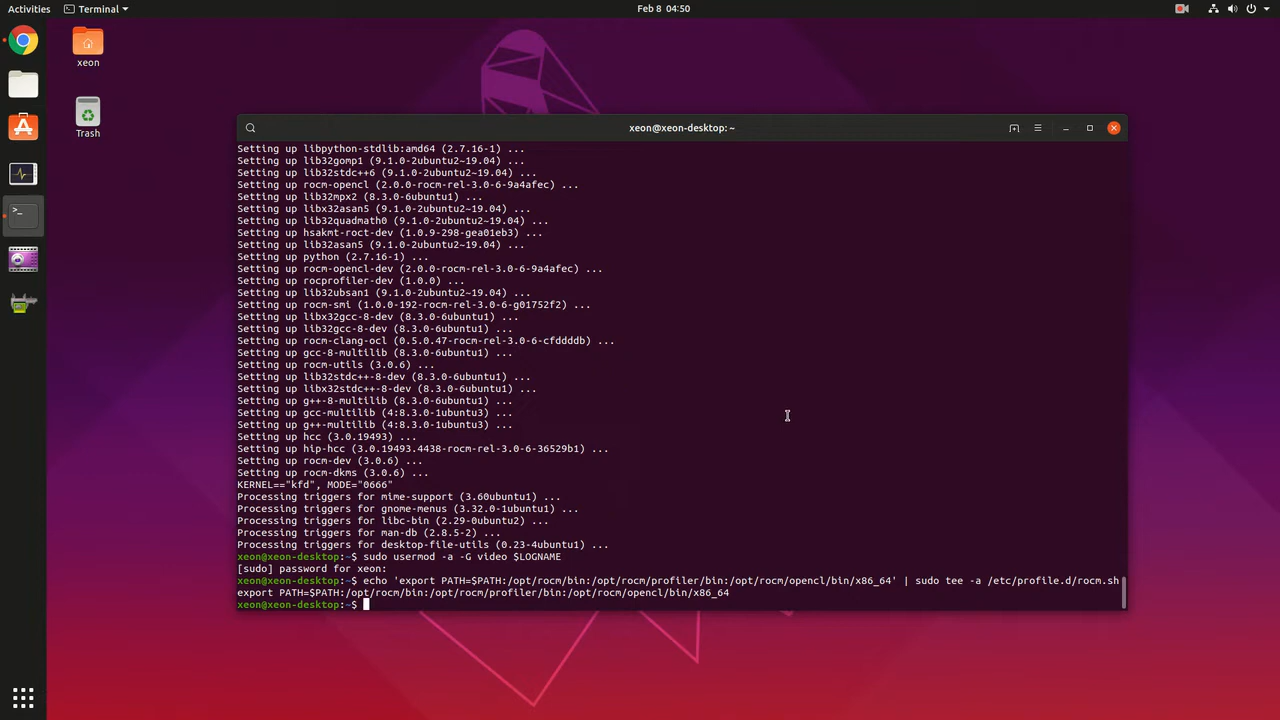 Activities
Terminal
Feb 8 04:50
xeon
Trash
xeon@xeon-desktop: ~
Setting up libpython-stdlib:amd64 (2.7.16-1) ...
Setting up lib32gomp1 (9.1.0-2ubuntu2~19.04) ...
Setting up lib32stdc++6 (9.1.0-2ubuntu2~19.04) ...
Setting up rocm-opencl (2.0.0-rocm-rel-3.0-6-9a4afec) ...
Setting up lib32mpx2 (8.3.0-6ubuntu1) ...
Setting up libx32asan5 (9.1.0-2ubuntu2~19.04) ...
Setting up lib32quadmath0 (9.1.0-2ubuntu2~19.04) ...
Setting up hsakmt-roct-dev (1.0.9-298-gea01eb3) ...
Setting up lib32asan5 (9.1.0-2ubuntu2~19.04) ...
Setting up python (2.7.16-1) ...
Setting up rocm-opencl-dev (2.0.0-rocm-rel-3.0-6-9a4afec) ...
Setting up rocprofiler-dev (1.0.0) ...
Setting up lib32ubsan1 (9.1.0-2ubuntu2~19.04) ...
Setting up rocm-smi (1.0.0-192-rocm-rel-3.0-6-g01752f2) ...
Setting up libx32gcc-8-dev (8.3.0-6ubuntu1) ...
Setting up lib32gcc-8-dev (8.3.0-6ubuntu1) ...
Setting up rocm-clang-ocl (0.5.0.47-rocm-rel-3.0-6-cfddddb) ...
Setting up gcc-8-multilib (8.3.0-6ubuntu1) ...
Setting up rocm-utils (3.0.6) ...
Setting up lib32stdc++-8-dev (8.3.0-6ubuntu1) ...
Setting up libx32stdc++-8-dev (8.3.0-6ubuntu1) ...
Setting up g++-8-multilib (8.3.0-6ubuntu1) ...
Setting up gcc-multilib (4:8.3.0-1ubuntu3) ...
Setting up g++-multilib (4:8.3.0-1ubuntu3) ...
Setting up hcc (3.0.19493) ...
Setting up hip-hcc (3.0.19493.4438-rocm-rel-3.0-6-36529b1) ...
Setting up rocm-dev (3.0.6) ...
Setting up rocm-dkms (3.0.6) ...
KERNEL=="kfd", MODE="0666"
Processing triggers for mime-support (3.60ubuntu1) ...
Processing triggers for gnome-menus (3.32.0-1ubuntu1) ...
Processing triggers for libc-bin (2.29-0ubuntu2) ...
Processing triggers for man-db (2.8.5-2) ...
Processing triggers for desktop-file-utils (0.23-4ubuntu1) ...
xeon@xeon-desktop:~$ sudo usermod -a -G video $LOGNAME
[sudo] password for xeon:
xeon@xeon-desktop:~$ echo 'export PATH=$PATH:/opt/rocm/bin:/opt/rocm/profiler/bin:/opt/rocm/opencl/bin/x86_64' | sudo tee -a /etc/profile.d/rocm.sh
export PATH=$PATH:/opt/rocm/bin:/opt/rocm/profiler/bin:/opt/rocm/opencl/bin/x86_64
xeon@xeon-desktop:~$